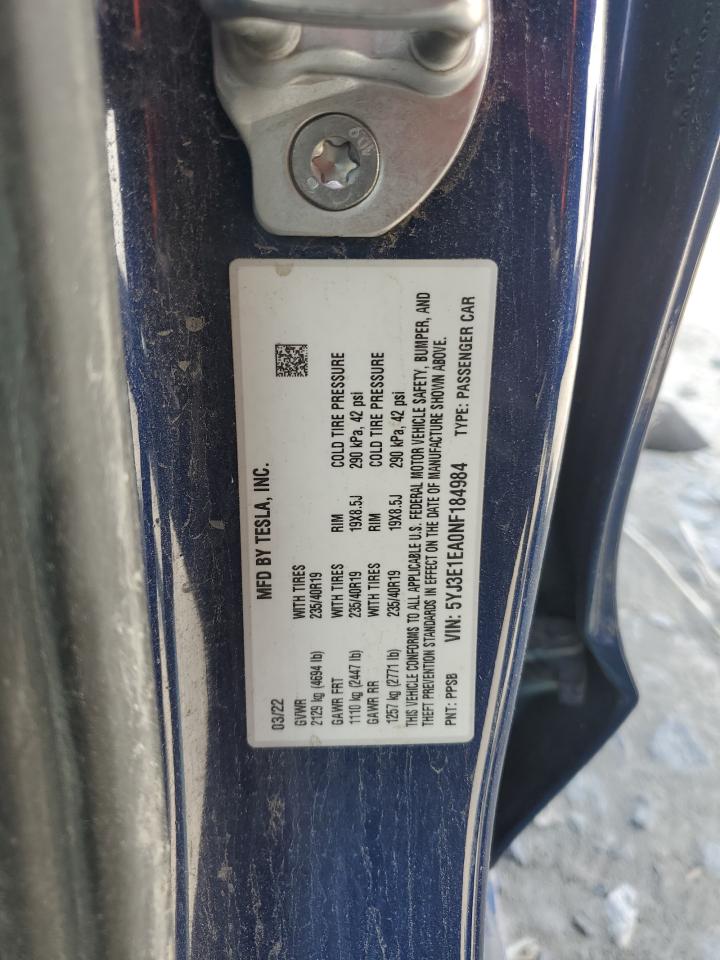 MFD BY TESLA, INC.
03/22
GVWR WITH TIRES
2129 kg (4694 lb) 235/40R19
GAWR FRT WITH TIRES RIM COLD TIRE PRESSURE
1110 kg (2447 lb) 235/40R19 19X8.5J 290 kPa, 42 psi
GAWR RR WITH TIRES RIM COLD TIRE PRESSURE
1257 kg (2771 lb) 235/40R19 19X8.5J 290 kPa, 42 psi
THIS VEHICLE CONFORMS TO ALL APPLICABLE U.S. FEDERAL MOTOR VEHICLE SAFETY, BUMPER, AND
THEFT PREVENTION STANDARDS IN EFFECT ON THE DATE OF MANUFACTURE SHOWN ABOVE.
PNT: PPSB VIN: 5YJ3E1EA0NF184984 TYPE: PASSENGER CAR